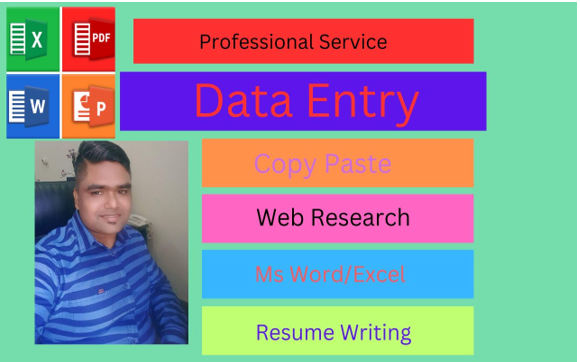 Professional Service
X
PDF
Data Entry
W
P
Copy Paste
Web Research
Ms Word/Excel
Resume Writing